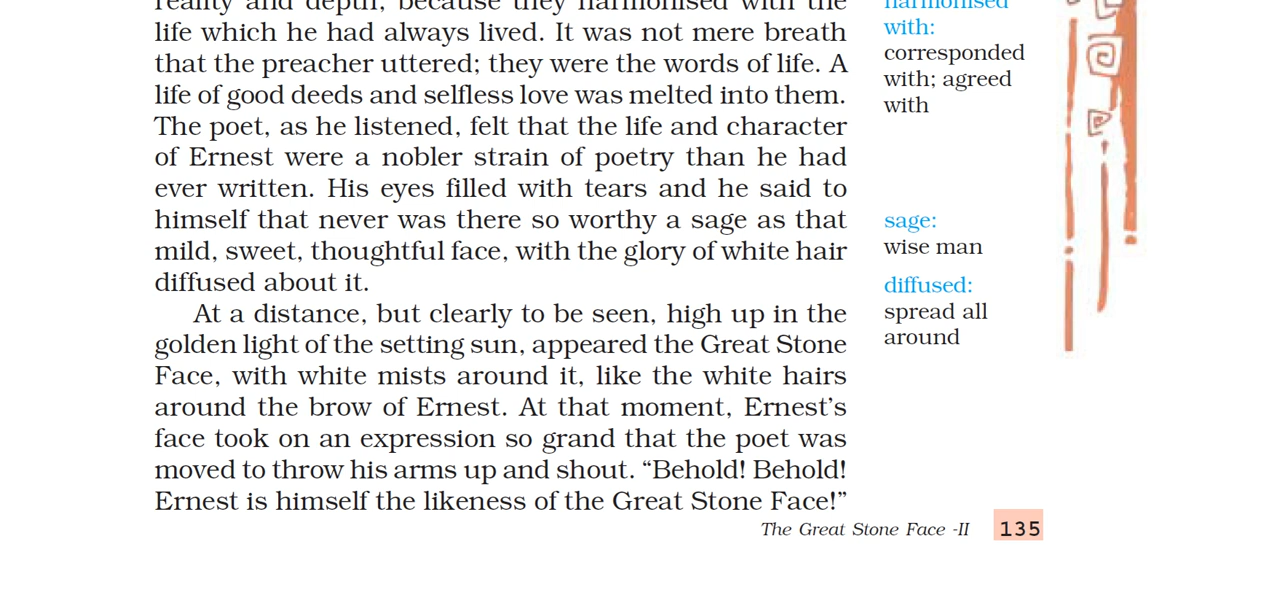 reality and depth, because they harmonised with the
life which he had always lived. It was not mere breath
that the preacher uttered; they were the words of life. A
life of good deeds and selfless love was melted into them.
The poet, as he listened, felt that the life and character
of Ernest were a nobler strain of poetry than he had
ever written. His eyes filled with tears and he said to
himself that never was there so worthy a sage as that
mild, sweet, thoughtful face, with the glory of white hair
diffused about it.
At a distance, but clearly to be seen, high up in the
golden light of the setting sun, appeared the Great Stone
Face, with white mists around it, like the white hairs
around the brow of Ernest. At that moment, Ernest’s
face took on an expression so grand that the poet was
moved to throw his arms up and shout. “Behold! Behold!
Ernest is himself the likeness of the Great Stone Face!”
harmonised
with:
corresponded
with; agreed
with
sage:
wise man
diffused:
spread all
around
The Great Stone Face -II 135